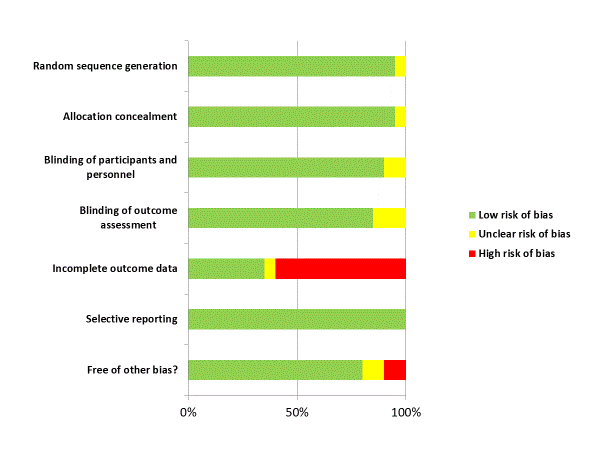 Random sequence generation
Allocation concealment
Blinding of participants and
personnel
Blinding of outcome
assessment
Incomplete outcome data
Selective reporting
Free of other bias?
0%
50%
100%
Low risk of bias
Unclear risk of bias
High risk of bias